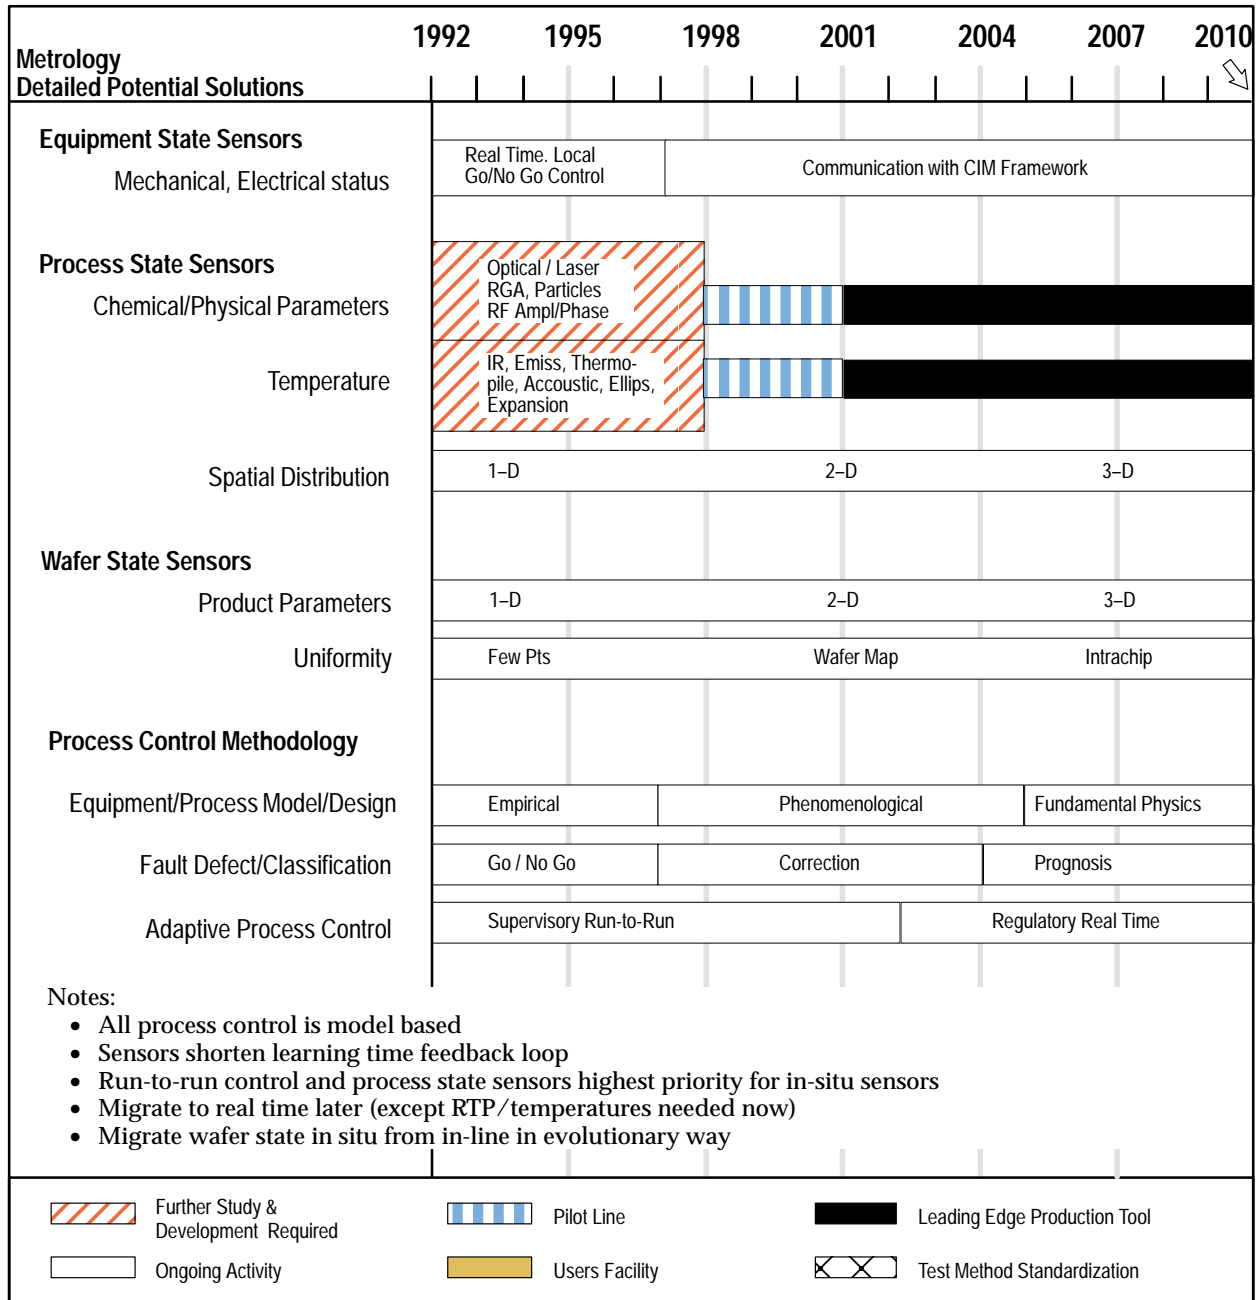 1992 1995 1998 2001 2004 2007 2010
Metrology
Detailed Potential Solutions
Equipment State Sensors
Mechanical, Electrical status
Real Time. Local
Go/No Go Control
Communication with CIM Framework
Process State Sensors
Chemical/Physical Parameters
Optical / Laser
RGA, Particles
RF Ampl/Phase
Temperature
IR, Emiss, Thermo-
pile, Accoustic, Ellips,
Expansion
Spatial Distribution 1–D 2–D 3–D
Wafer State Sensors
Product Parameters 1–D 2–D 3–D
Uniformity Few Pts Wafer Map Intrachip
Process Control Methodology
Equipment/Process Model/Design Empirical Phenomenological Fundamental Physics
Fault Defect/Classification Go / No Go Correction Prognosis
Adaptive Process Control Supervisory Run-to-Run Regulatory Real Time
Notes:
• All process control is model based
• Sensors shorten learning time feedback loop
• Run-to-run control and process state sensors highest priority for in-situ sensors
• Migrate to real time later (except RTP/temperatures needed now)
• Migrate wafer state in situ from in-line in evolutionary way
Further Study &
Development Required
Pilot Line
Leading Edge Production Tool
Ongoing Activity
Users Facility
Test Method Standardization